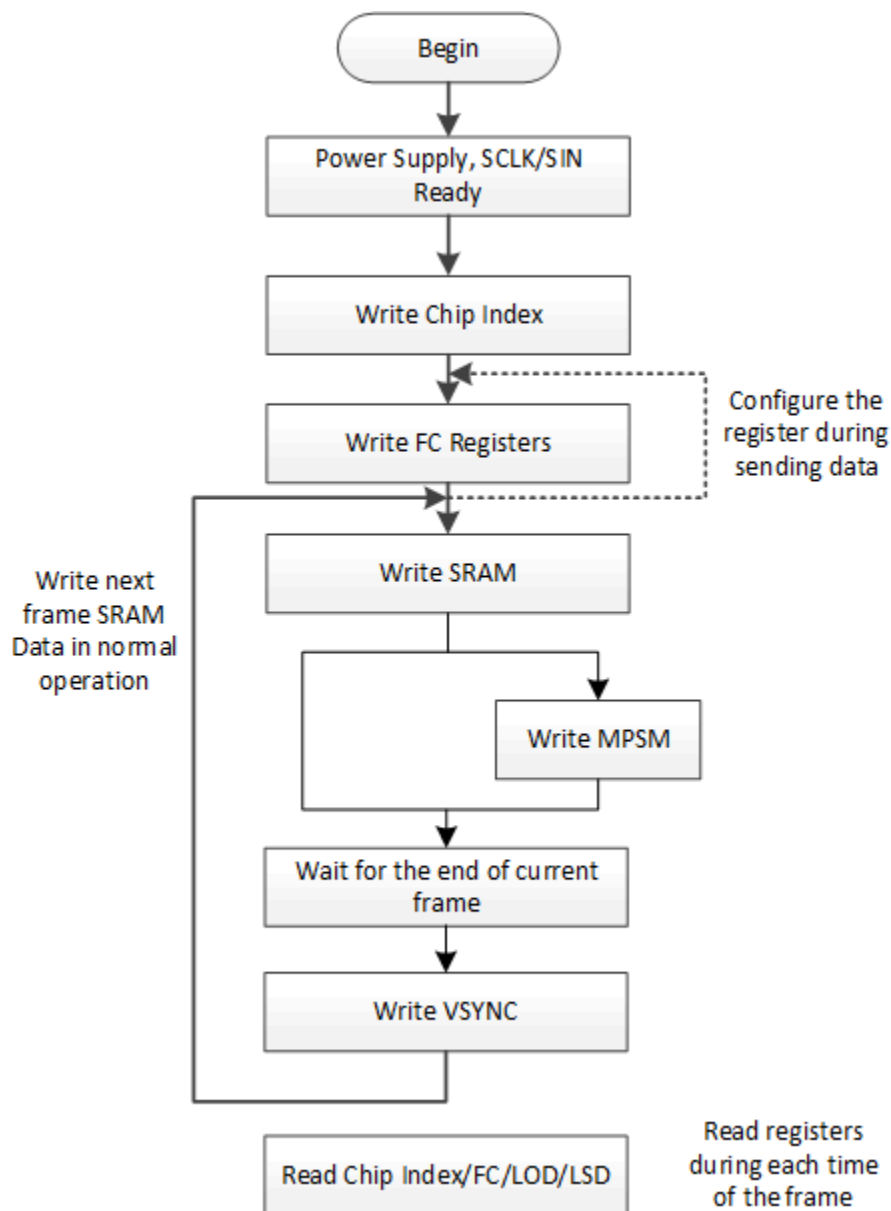 Begin
Power Supply, SCLK/SIN
Ready
Write Chip Index
Configure the
register during
sending data
Write FC Registers
Write SRAM
Write next
frame SRAM
Data in normal
operation
Write MPSM
Wait for the end of current
frame
Write VSYNC
Read Chip Index/FC/LOD/LSD
Read registers
during each time
of the frame